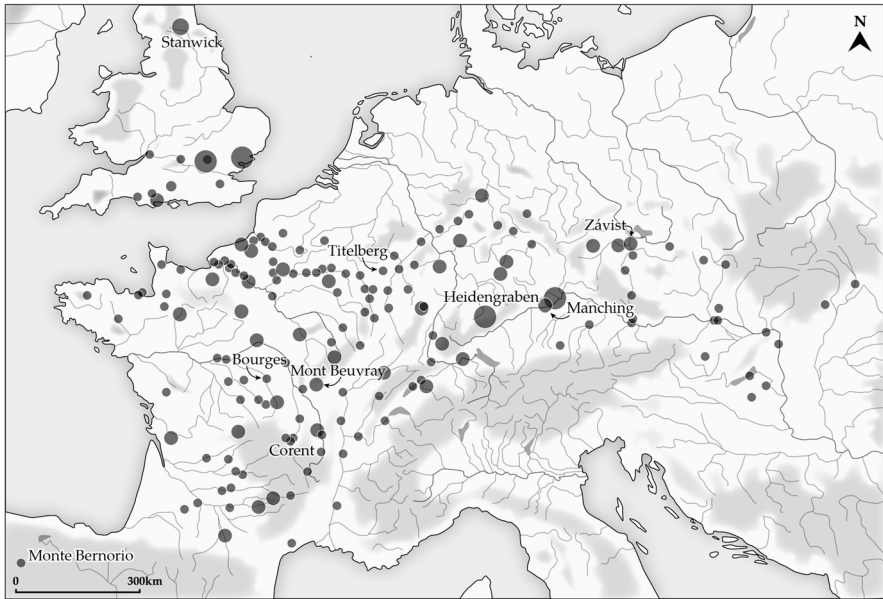 N
Stanwick
Závist
Titelberg
Heidengraben
Manching
Bourges
Mont Beuvray
Corent
Monte Bernorio
0
300km